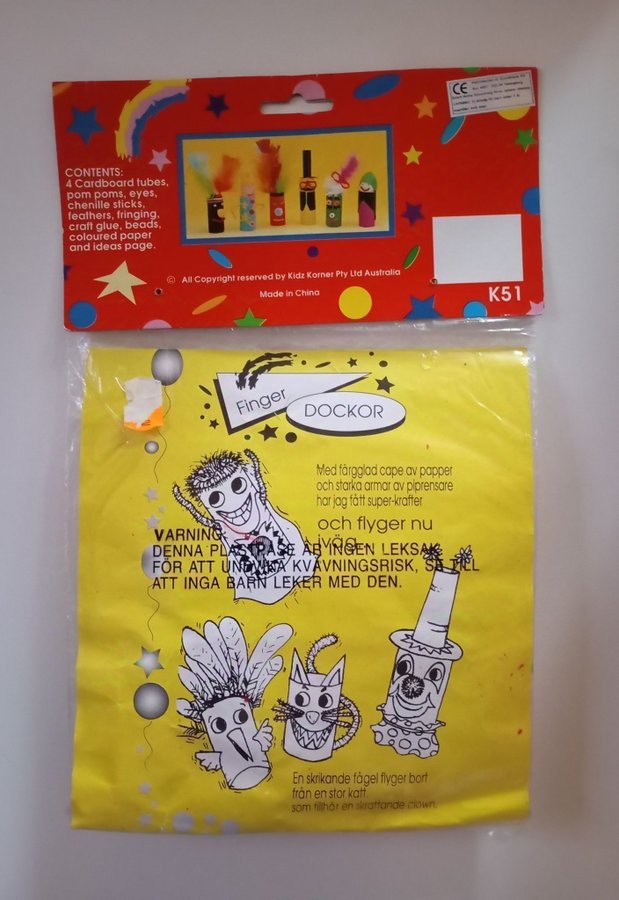 CE
CONTENTS:
4 Cardboard tubes,
pom poms, eyes,
chenille sticks,
feathers, fringing,
craft glue, beads,
coloured paper
and ideas page.
© All Copyright reserved by Kidz Korner Pty Ltd Australia
Made in China
K51
Finger
DOCKOR
Med färgglad cape av papper
och starka armar av piprensare
har jag fått super-krafter
och flyger nu
iväg...
VARNING
DENNA PLASTPÅSE ÄR INGEN LEKSAK
FÖR ATT UNDVIKA KVÄVNINGSRISK, SE TILL
ATT INGA BARN LEKER MED DEN.
En skrikande fågel flyger bort
från en stor katt.
som tillhör en skrattande clown.